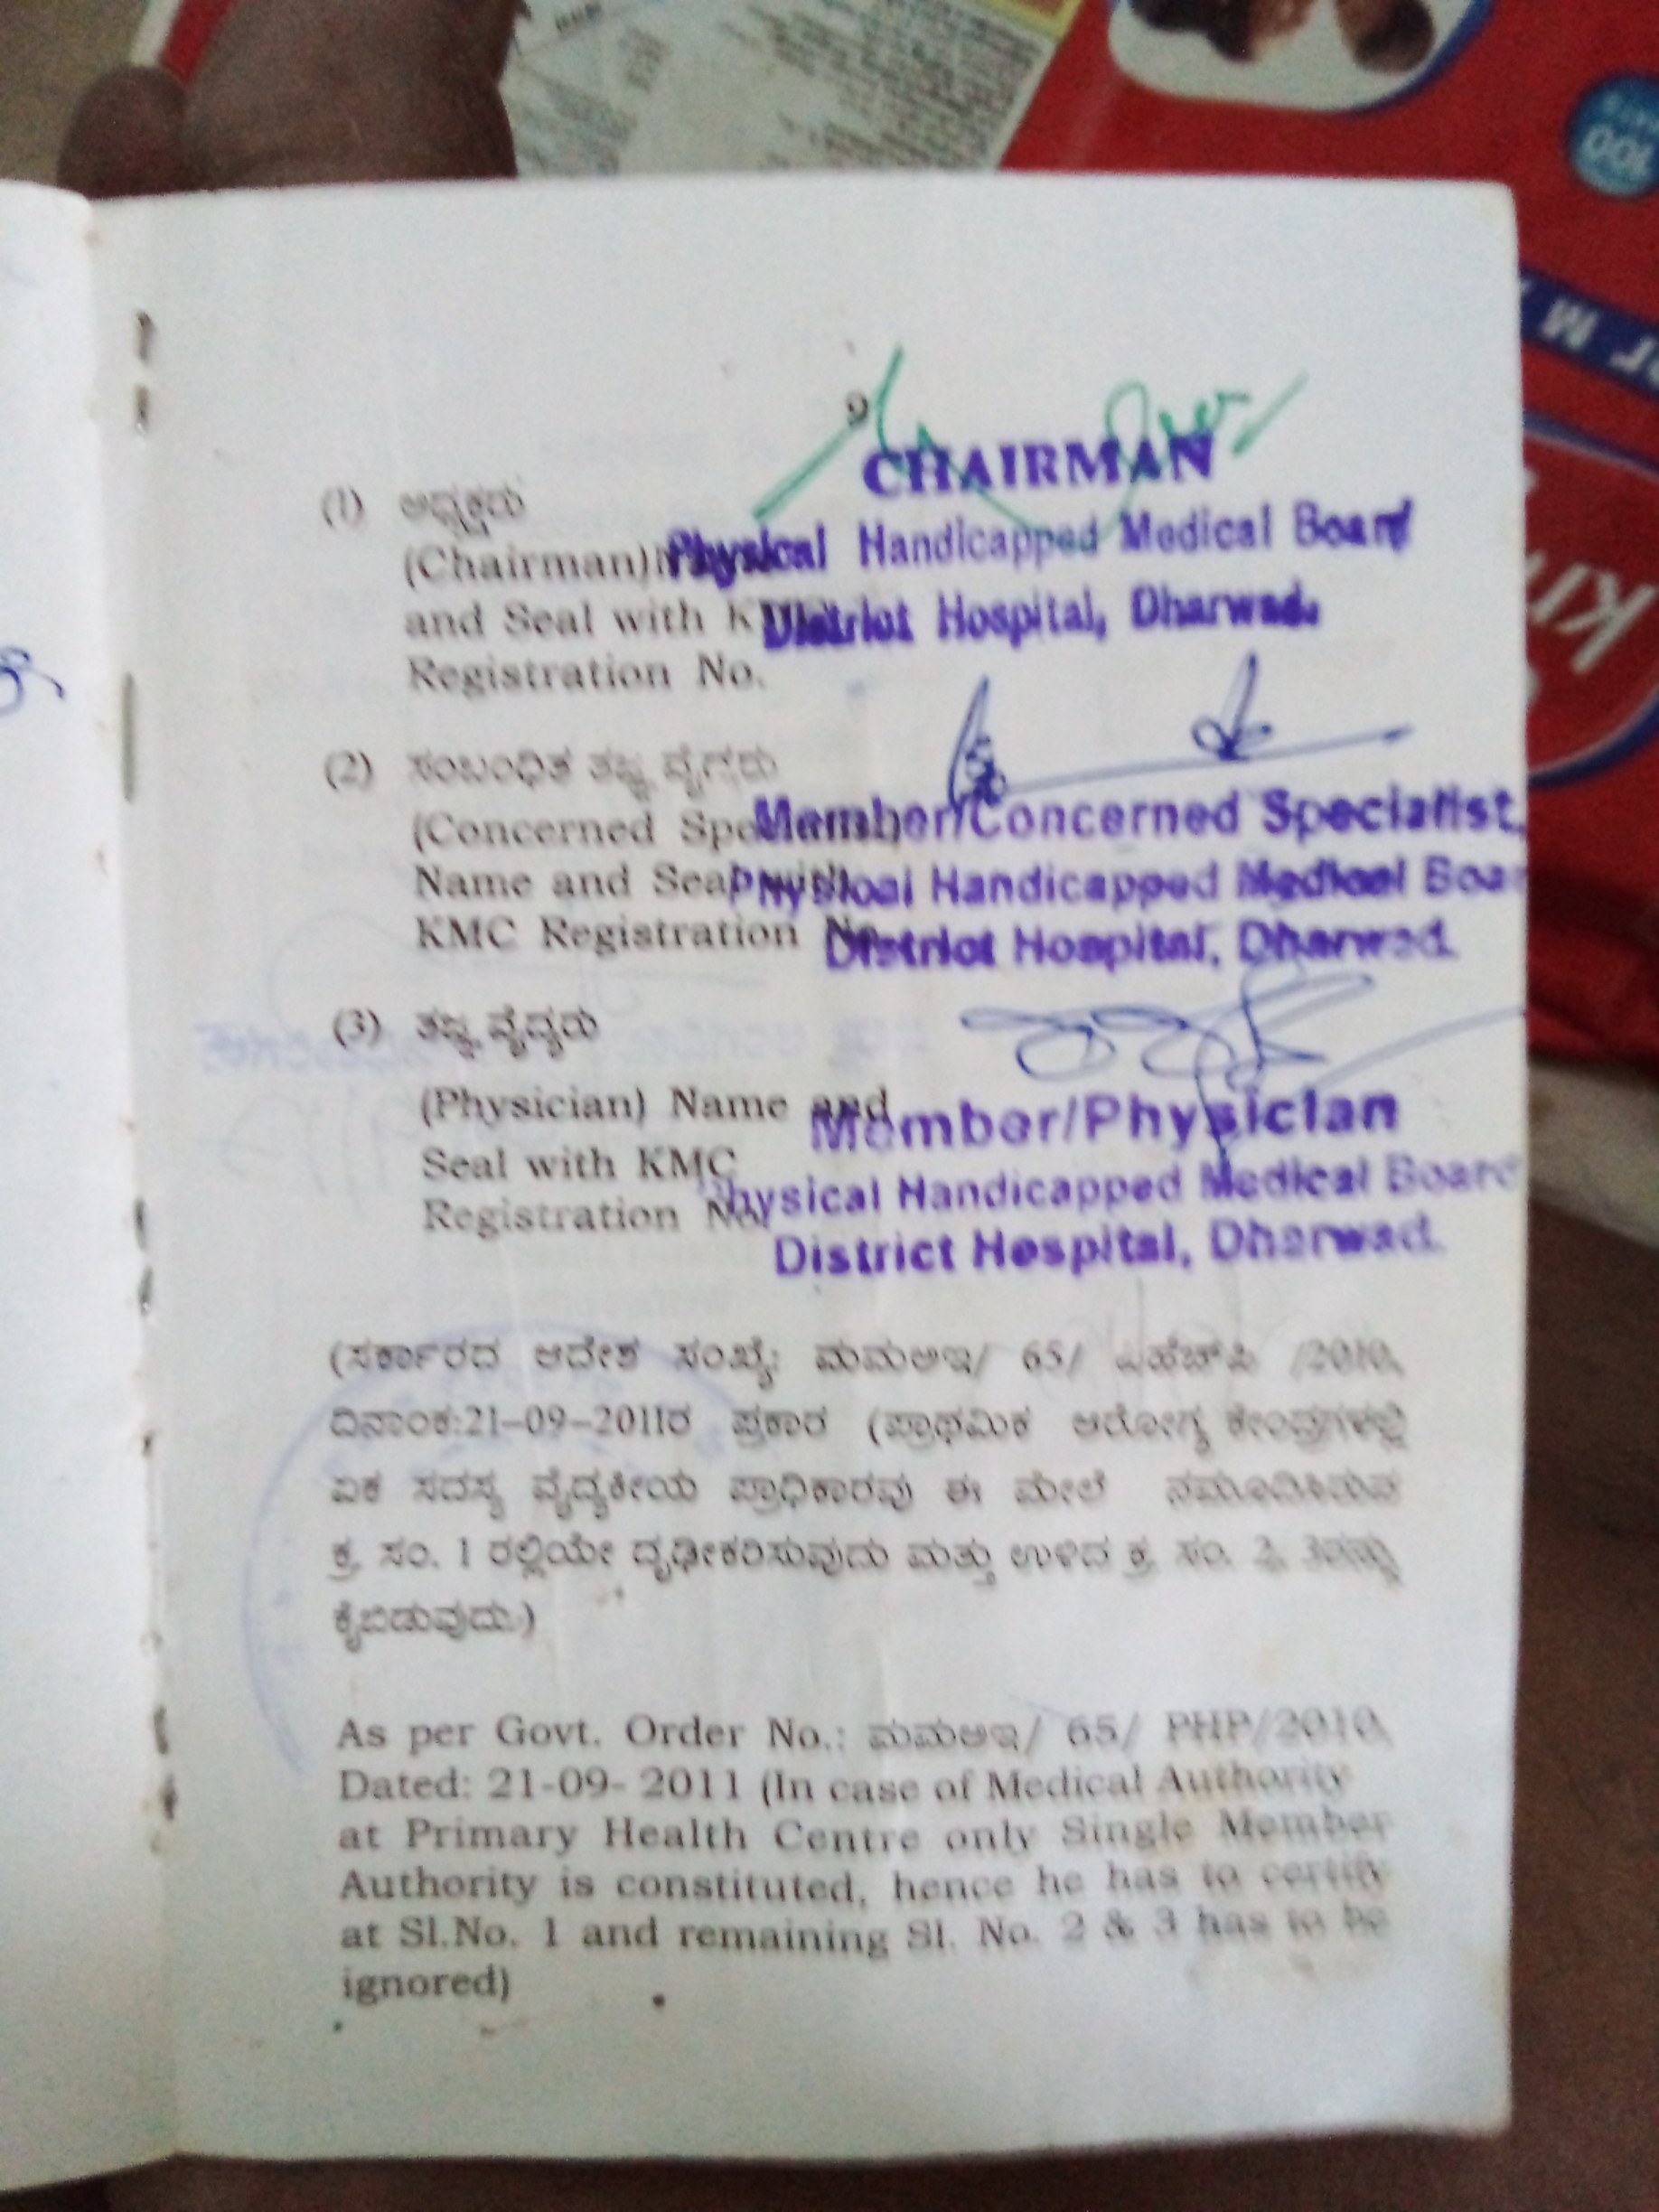 9
CHAIRMAN
(1) ಅಧ್ಯಕ್ಷರು
Physical Handicapped Medical Board
(Chairman)
District Hospital, Dharwad.
and Seal with
Registration No.
(2) ಸಂಬಂಧಿತ ತಜ್ಞ ವೈದ್ಯರು
Member/Concerned Specialist,
(Concerned
Physical Handicapped Medical
Name and Seal with
District Hospital, Dharwad.
KMC Registration No.
(3) ತಜ್ಞ ವೈದ್ಯರು
(Physician) Name and
Member/Physician
Seal with KMC
Physical Handicapped Medical Board
Registration No.
District Hospital, Dharwad.
(ಸರ್ಕಾರದ ಆದೇಶ ಸಂಖ್ಯೆ: ಮಮಅಇ/ 65/ ಪಿಹೆಚ್‌ಪಿ /2010,
ದಿನಾಂಕ:21-09-2011ರ ಪ್ರಕಾರ (ಪ್ರಾಥಮಿಕ ಆರೋಗ್ಯ ಕೇಂದ್ರಗಳಲ್ಲಿ
ಏಕ ಸದಸ್ಯ ವೈದ್ಯಕೀಯ ಪ್ರಾಧಿಕಾರವು ಈ ಮೇಲೆ ನಮೂದಿಸಿರುವ
ಕ್ರ. ಸಂ. 1 ರಲ್ಲಿಯೇ ದೃಢೀಕರಿಸುವುದು ಮತ್ತು ಉಳಿದ ಕ್ರ. ಸಂ. 2, 3ನ್ನು
ಕೈಬಿಡುವುದು.)
As per Govt. Order No.: ಮಮಅಇ/ 65/ PHP/2010,
Dated: 21-09- 2011 (In case of Medical Authority
at Primary Health Centre only Single Member
Authority is constituted, hence he has to certify
at Sl.No. 1 and remaining Sl. No. 2 & 3 has to be
ignored)